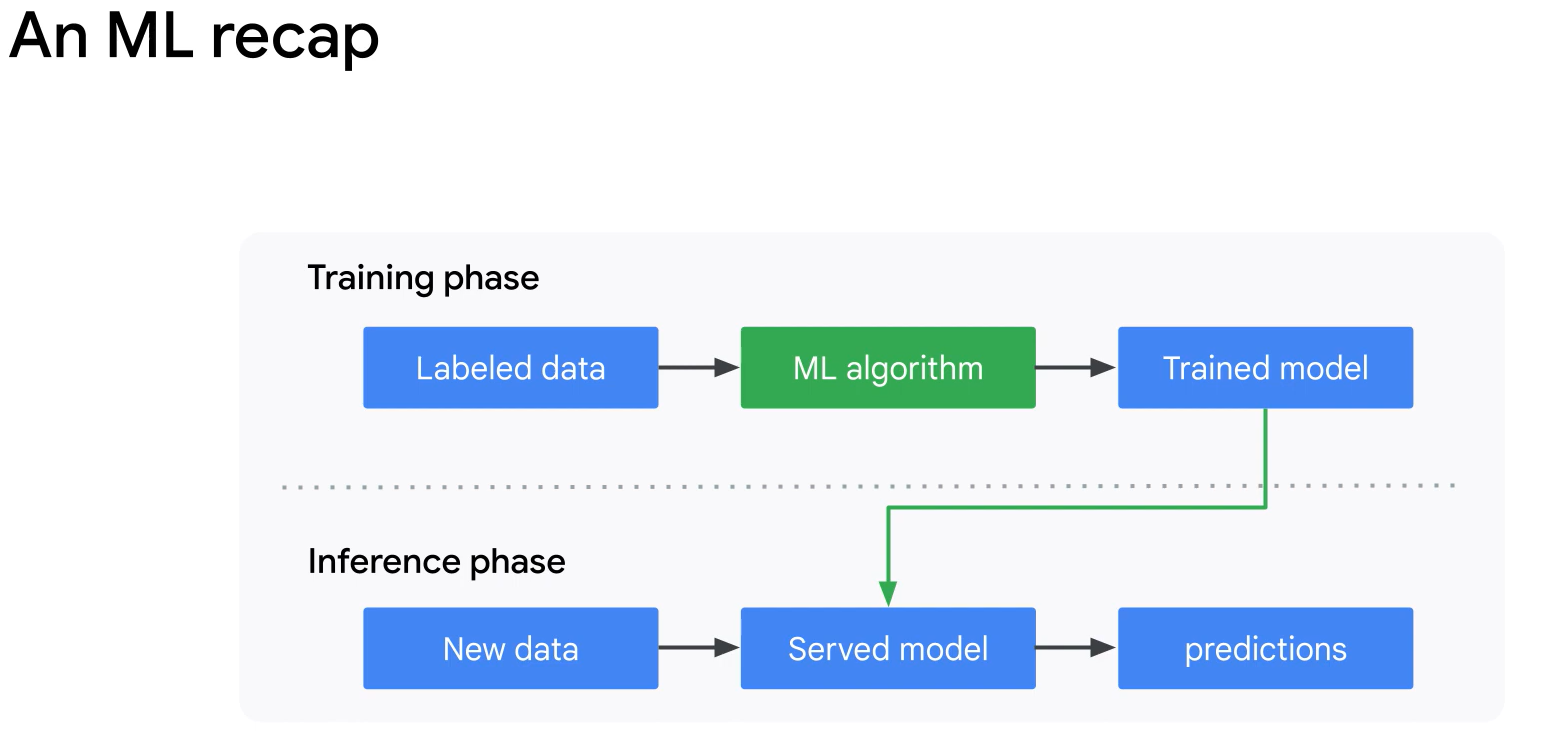 An ML recap
Training phase
Labeled data
ML algorithm
Trained model
Inference phase
New data
Served model
predictions